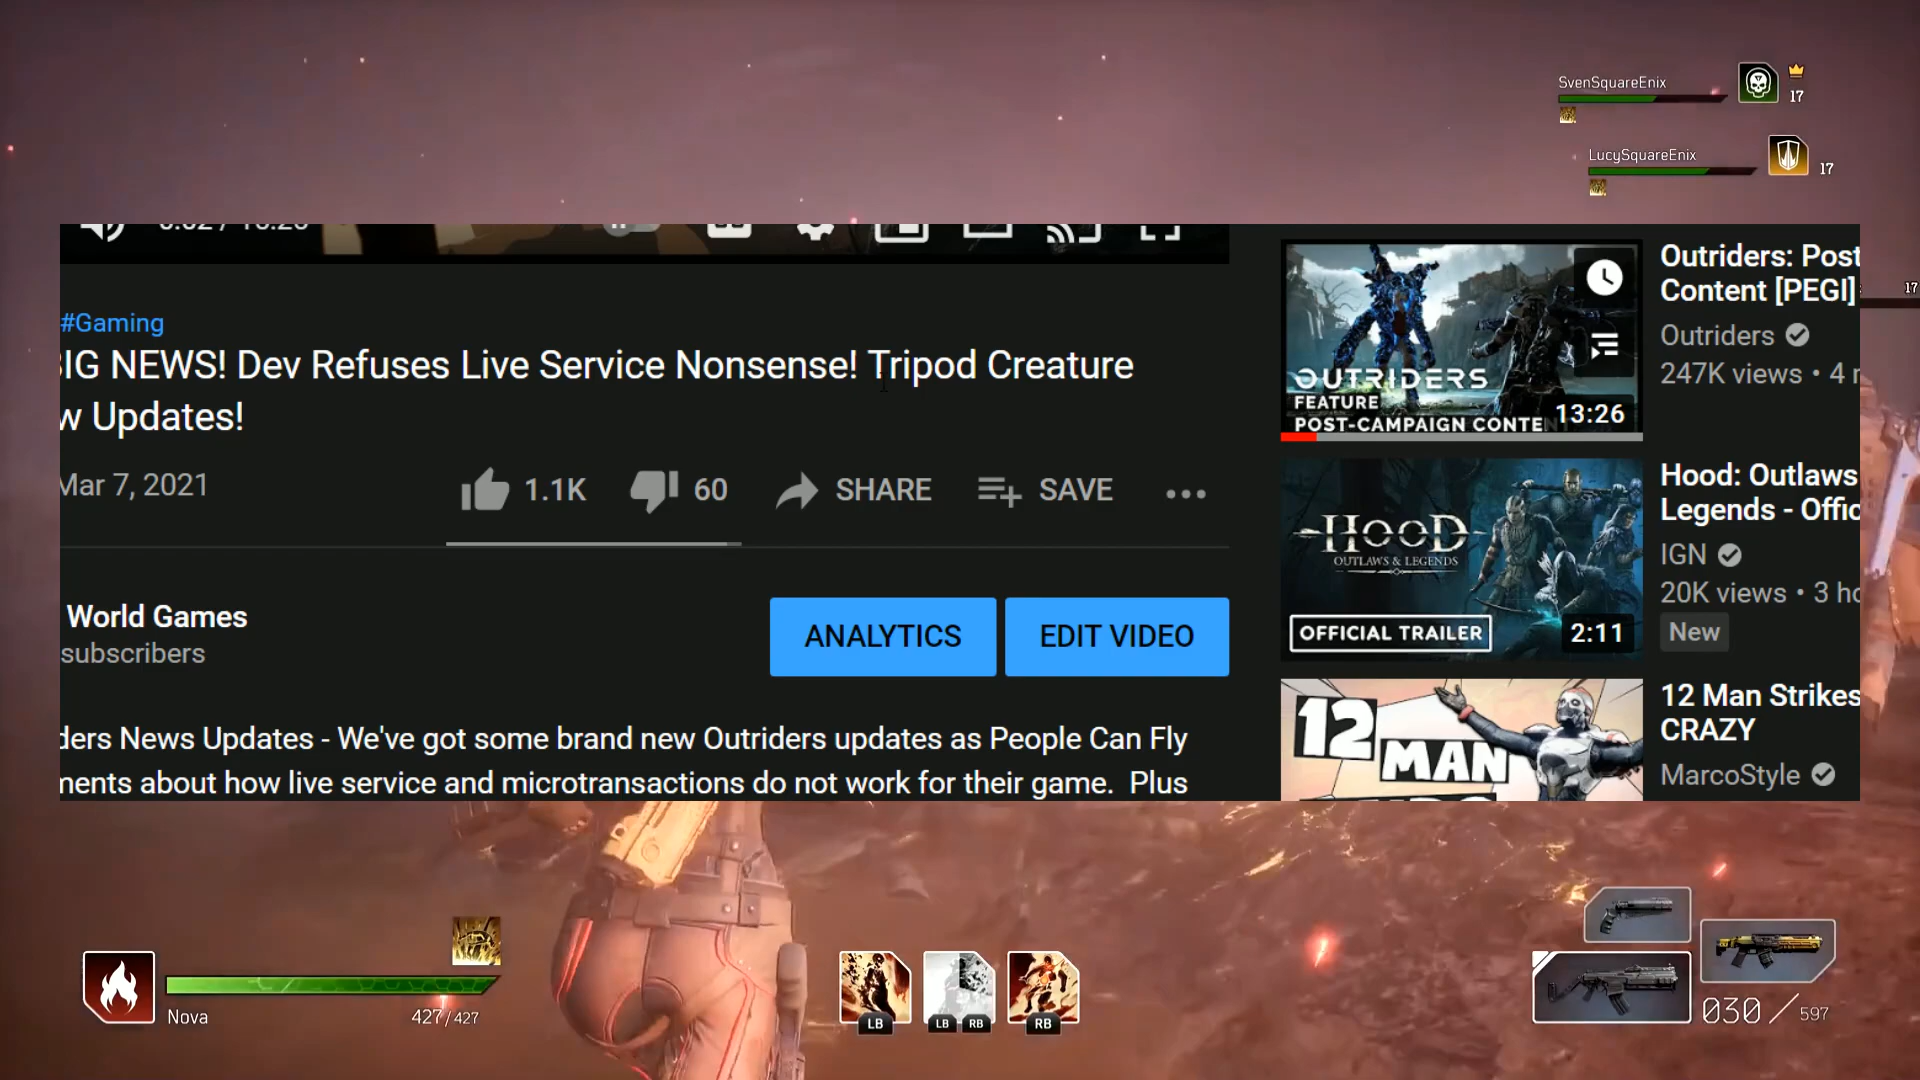 SvenSquareEnix
17
LucySquareEnix
17
17
#Gaming
BIG NEWS! Dev Refuses Live Service Nonsense! Tripod Creature
w Updates!
Mar 7, 2021
1.1K
60
SHARE
SAVE
World Games
subscribers
ANALYTICS
EDIT VIDEO
ders News Updates - We've got some brand new Outriders updates as People Can Fly
ments about how live service and microtransactions do not work for their game. Plus
OUTRIDERS
FEATURE
POST-CAMPAIGN CONTE
13:26
Outriders: Post
Content [PEGI]
Outriders
247K views • 4
HOOD
OUTLAWS & LEGENDS
OFFICIAL TRAILER
2:11
Hood: Outlaws
Legends - Offic
IGN
20K views • 3 ho
New
12
MAN
12 Man Strikes
CRAZY
MarcoStyle
Nova
427/427
LB
LB
RB
RB
030 / 597